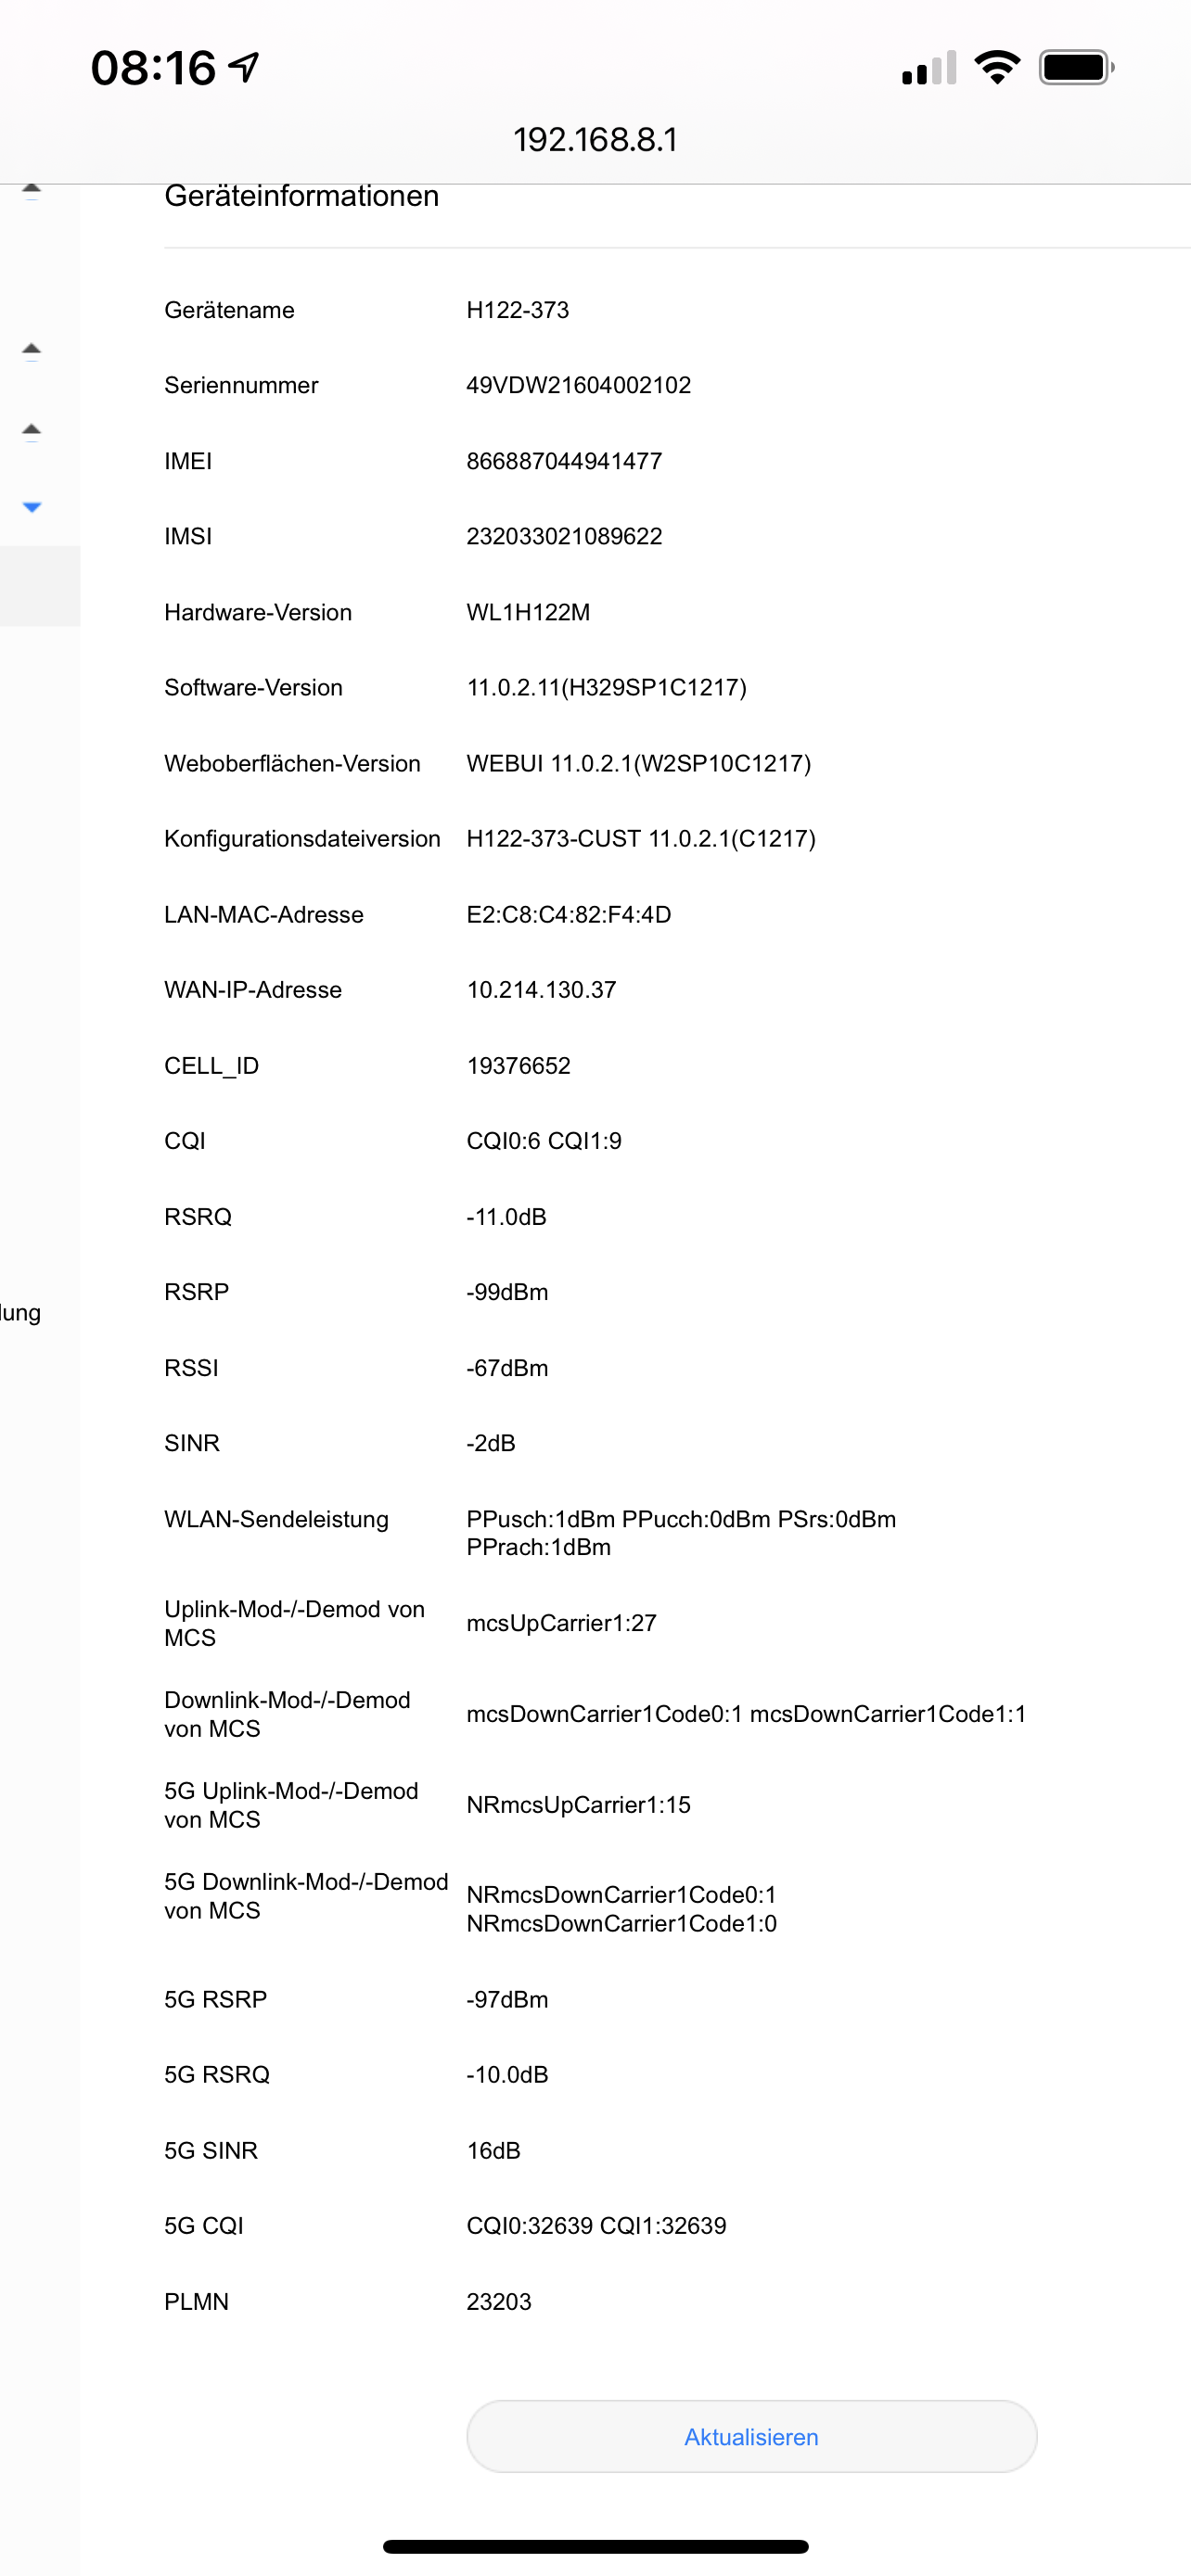 08:16
192.168.8.1
Geräteinformationen
Gerätename H122-373
Seriennummer 49VDW21604002102
IMEI 866887044941477
IMSI 232033021089622
Hardware-Version WL1H122M
Software-Version 11.0.2.11(H329SP1C1217)
Weboberflächen-Version WEBUI 11.0.2.1(W2SP10C1217)
Konfigurationsdateiversion H122-373-CUST 11.0.2.1(C1217)
LAN-MAC-Adresse E2:C8:C4:82:F4:4D
WAN-IP-Adresse 10.214.130.37
CELL_ID 19376652
CQI CQI0:6 CQI1:9
RSRQ -11.0dB
RSRP -99dBm
lung
RSSI -67dBm
SINR -2dB
WLAN-Sendeleistung PPusch:1dBm PPucch:0dBm PSrs:0dBm
PPrach:1dBm
Uplink-Mod-/-Demod von
MCS
mcsUpCarrier1:27
Downlink-Mod-/-Demod
von MCS
mcsDownCarrier1Code0:1 mcsDownCarrier1Code1:1
5G Uplink-Mod-/-Demod
von MCS
NRmcsUpCarrier1:15
5G Downlink-Mod-/-Demod
von MCS
NRmcsDownCarrier1Code0:1
NRmcsDownCarrier1Code1:0
5G RSRP -97dBm
5G RSRQ -10.0dB
5G SINR 16dB
5G CQI CQI0:32639 CQI1:32639
PLMN 23203
Aktualisieren